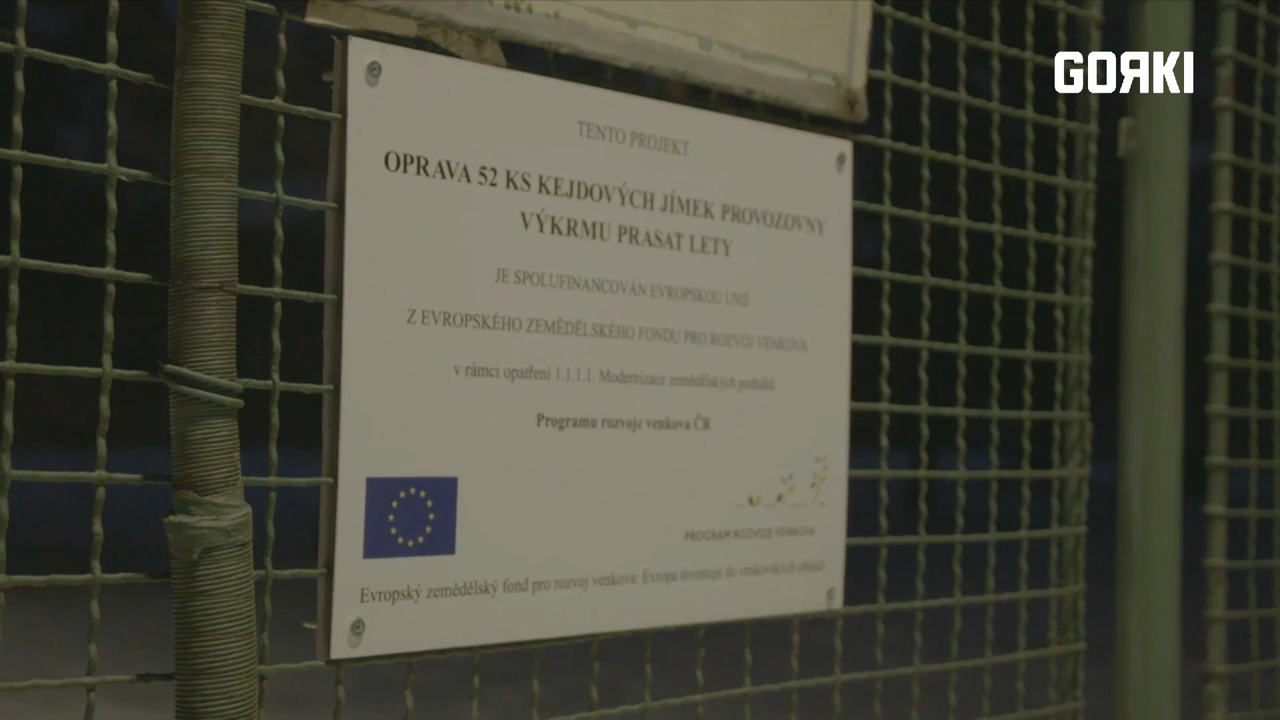 GORKI
TENTO PROJEKT
OPRAVA 52 KS KEJDOVÝCH JÍMEK PROVOZOVNY
VÝKRMU PRASAT LETY
JE SPOLUFINANCOVÁN EVROPSKOU UNIÍ
Z EVROPSKÉHO ZEMĚDĚLSKÉHO FONDU PRO ROZVOJ VENKOVA
v rámci opatření 1.1.1.1. Modernizace zemědělských podniků
Programu rozvoje venkova ČR
PROGRAM ROZVOJE VENKOVA
Evropský zemědělský fond pro rozvoj venkova: Evropa investuje do venkovských oblastí